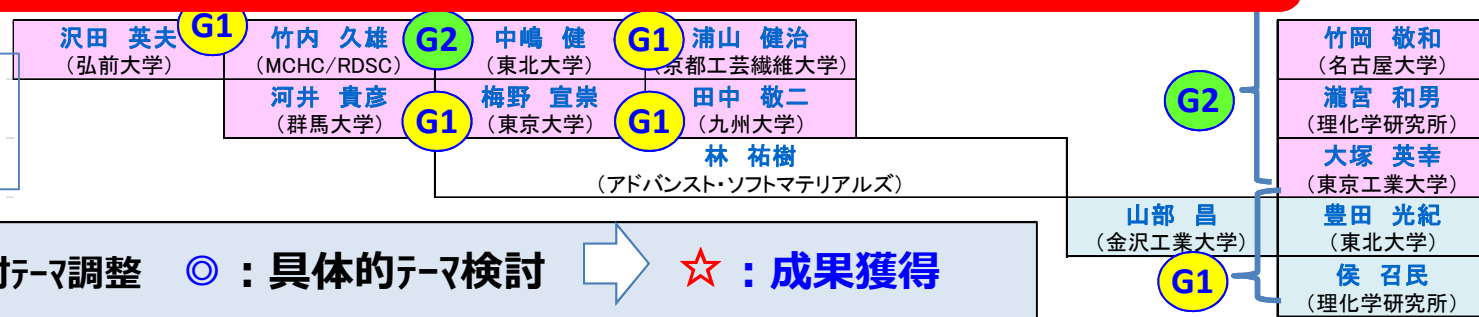 沢田 英夫
(弘前大学)
G1
竹内 久雄
(MCHC/RDSC)
G2
中嶋 健
(東北大学)
G1
浦山 健治
(京都工芸繊維大学)
河井 貴彦
(群馬大学)
G1
梅野 宜崇
(東京大学)
G1
田中 敬二
(九州大学)
林 祐樹
(アドバンスト・ソフトマテリアルズ)
G2
竹岡 敬和
(名古屋大学)
瀧宮 和男
(理化学研究所)
大塚 英幸
(東京工業大学)
山部 昌
(金沢工業大学)
G1
豊田 光紀
(東北大学)
侯 召民
(理化学研究所)
テーマ調整 ◎：具体的テーマ検討 ☆：成果獲得